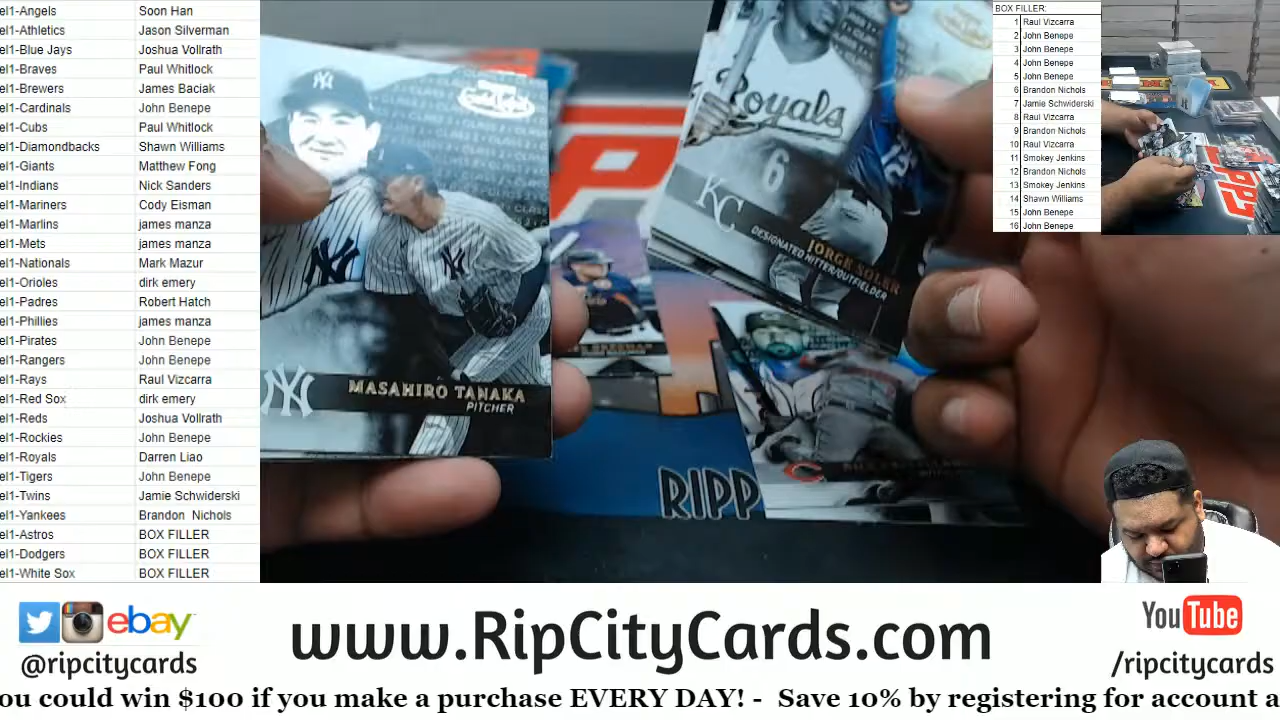 el1-Angels Soon Han
el1-Athletics Jason Silverman
el1-Blue Jays Joshua Vollrath
el1-Braves Paul Whitlock
el1-Brewers James Baciak
el1-Cardinals John Benepe
el1-Cubs Paul Whitlock
el1-Diamondbacks Shawn Williams
el1-Giants Matthew Fong
el1-Indians Nick Sanders
el1-Mariners Cody Eisman
el1-Marlins james manza
el1-Mets james manza
el1-Nationals Mark Mazur
el1-Orioles dirk emery
el1-Padres Robert Hatch
el1-Phillies james manza
el1-Pirates John Benepe
el1-Rangers John Benepe
el1-Rays Raul Vizcarra
el1-Red Sox dirk emery
el1-Reds Joshua Vollrath
el1-Rockies John Benepe
el1-Royals Darren Liao
el1-Tigers John Benepe
el1-Twins Jamie Schwiderski
el1-Yankees Brandon Nichols
el1-Astros BOX FILLER
el1-Dodgers BOX FILLER
el1-White Sox BOX FILLER
NY
MASAHIRO TANAKA
PITCHER
Royals
6
KC
JORGE SOLER
DESIGNATED HITTER/OUTFIELDER
RIPP
BOX FILLER:
1 Raul Vizcarra
2 John Benepe
3 John Benepe
4 John Benepe
5 John Benepe
6 Brandon Nichols
7 Jamie Schwiderski
8 Raul Vizcarra
9 Brandon Nichols
10 Raul Vizcarra
11 Smokey Jenkins
12 Brandon Nichols
13 Smokey Jenkins
14 Shawn Williams
15 John Benepe
16 John Benepe
ebay
@ripcitycards
www.RipCityCards.com
YouTube
/ripcitycards
ou could win $100 if you make a purchase EVERY DAY! - Save 10% by registering for account a